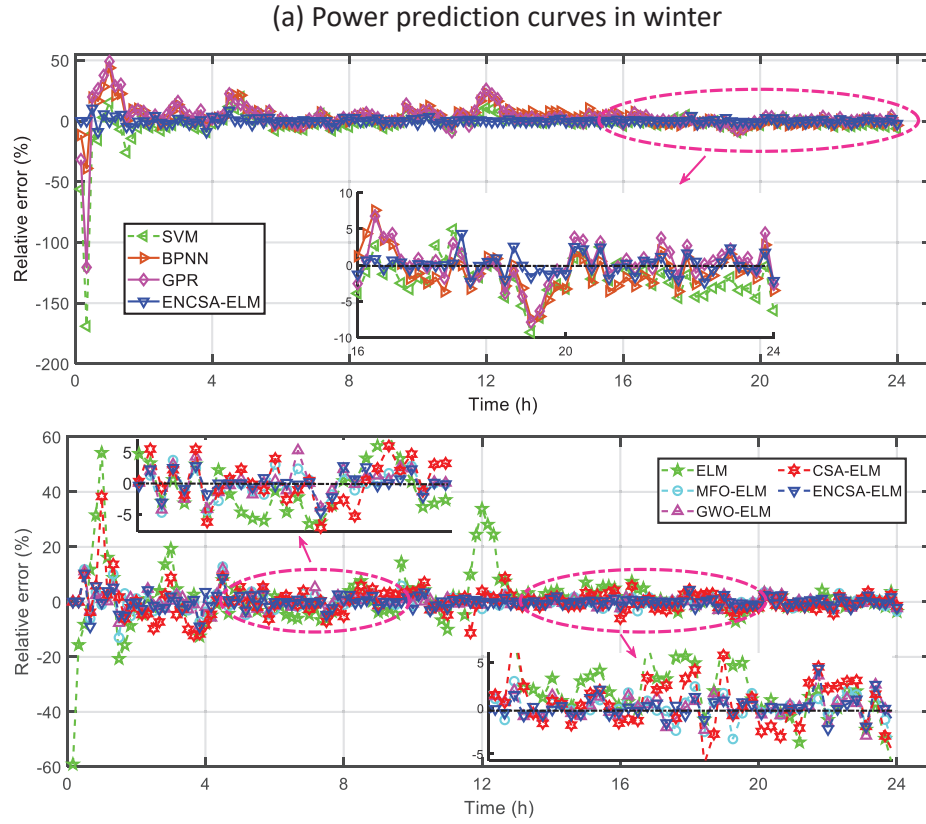 (a) Power prediction curves in winter
50
0
-50
-100
-150
-200
Relative error (%)
SVM
BPNN
GPR
ENCSA-ELM
10
5
0
-5
-10
16 20 24
0 4 8 12 16 20 24
Time (h)
60
40
20
0
-20
-40
-60
Relative error (%)
5
0
-5
ELM CSA-ELM
MFO-ELM ENCSA-ELM
GWO-ELM
5
0
-5
0 4 8 12 16 20 24
Time (h)